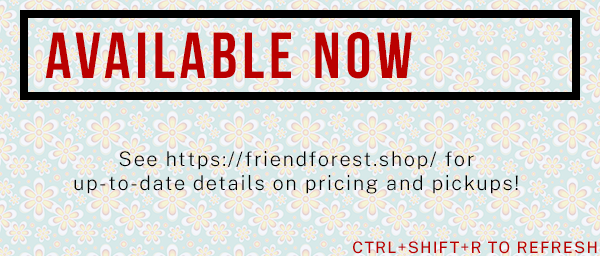 AVAILABLE NOW
See https://friendforest.shop/ for
up-to-date details on pricing and pickups!
CTRL+SHIFT+R TO REFRESH